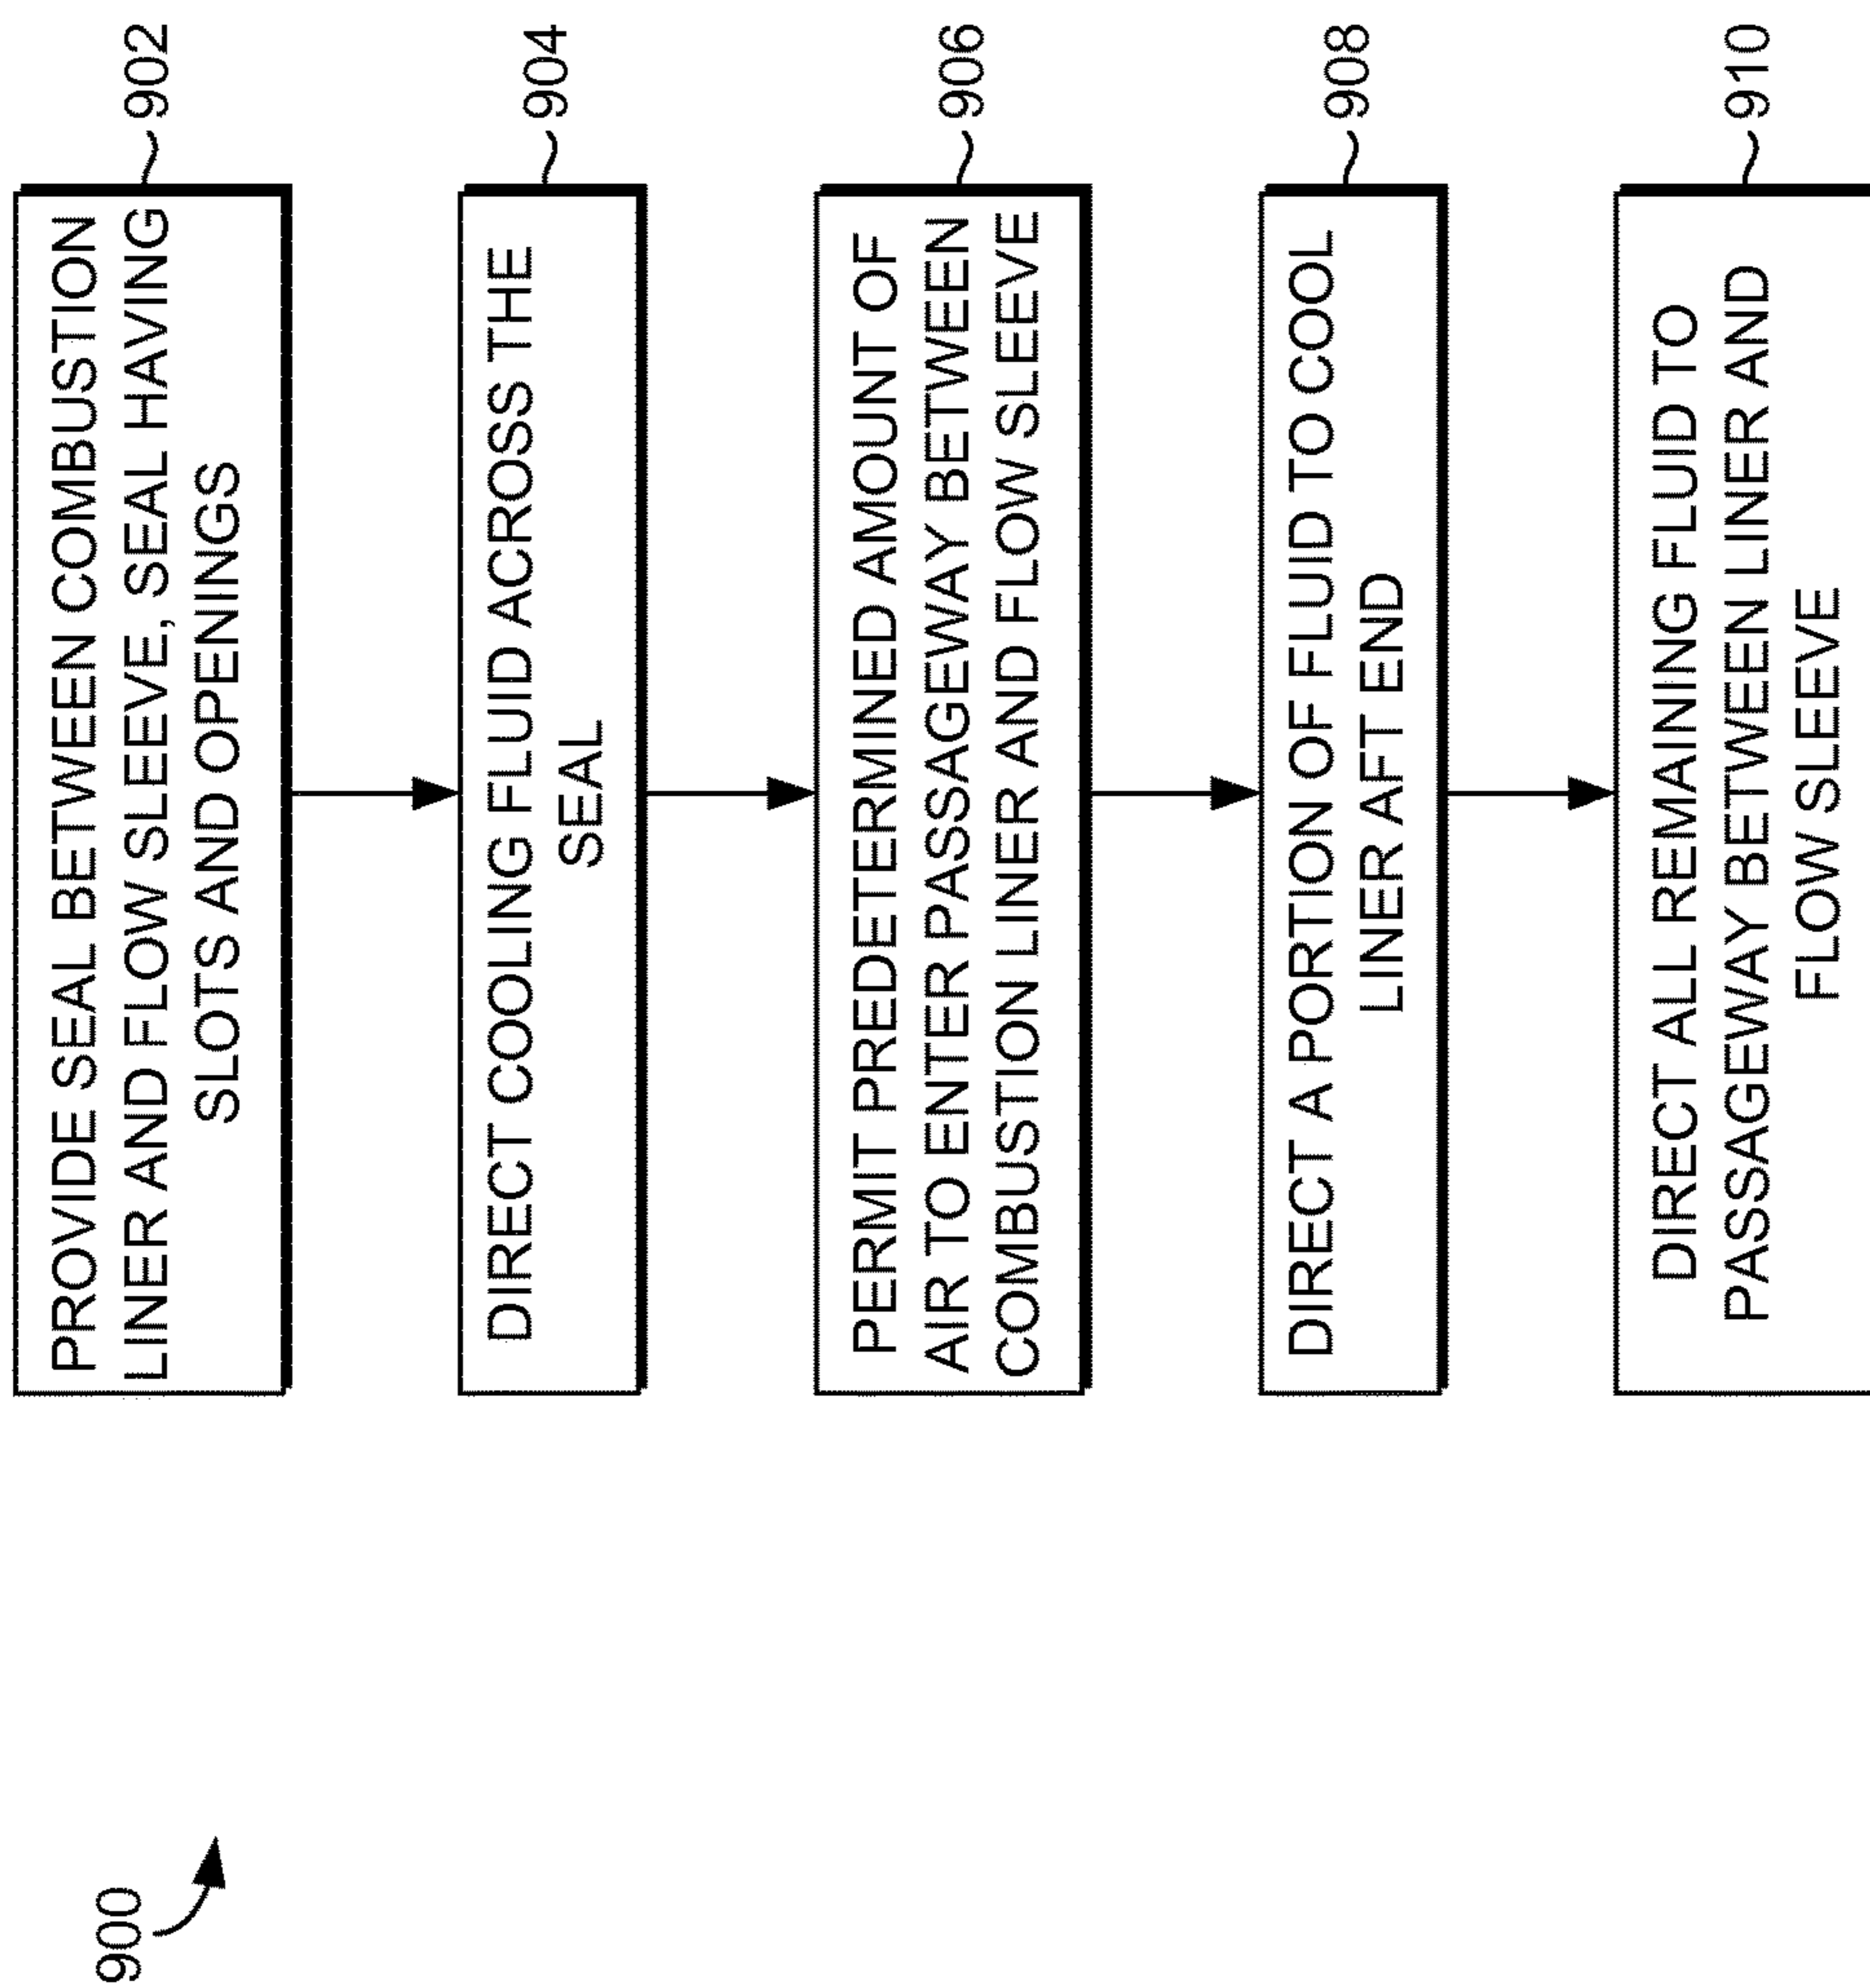 900
PROVIDE SEAL BETWEEN COMBUSTION
LINER AND FLOW SLEEVE, SEAL HAVING
SLOTS AND OPENINGS
902
DIRECT COOLING FLUID ACROSS THE
SEAL
904
PERMIT PREDETERMINED AMOUNT OF
AIR TO ENTER PASSAGEWAY BETWEEN
COMBUSTION LINER AND FLOW SLEEVE
906
DIRECT A PORTION OF FLUID TO COOL
LINER AFT END
908
DIRECT ALL REMAINING FLUID TO
PASSAGEWAY BETWEEN LINER AND
FLOW SLEEVE
910